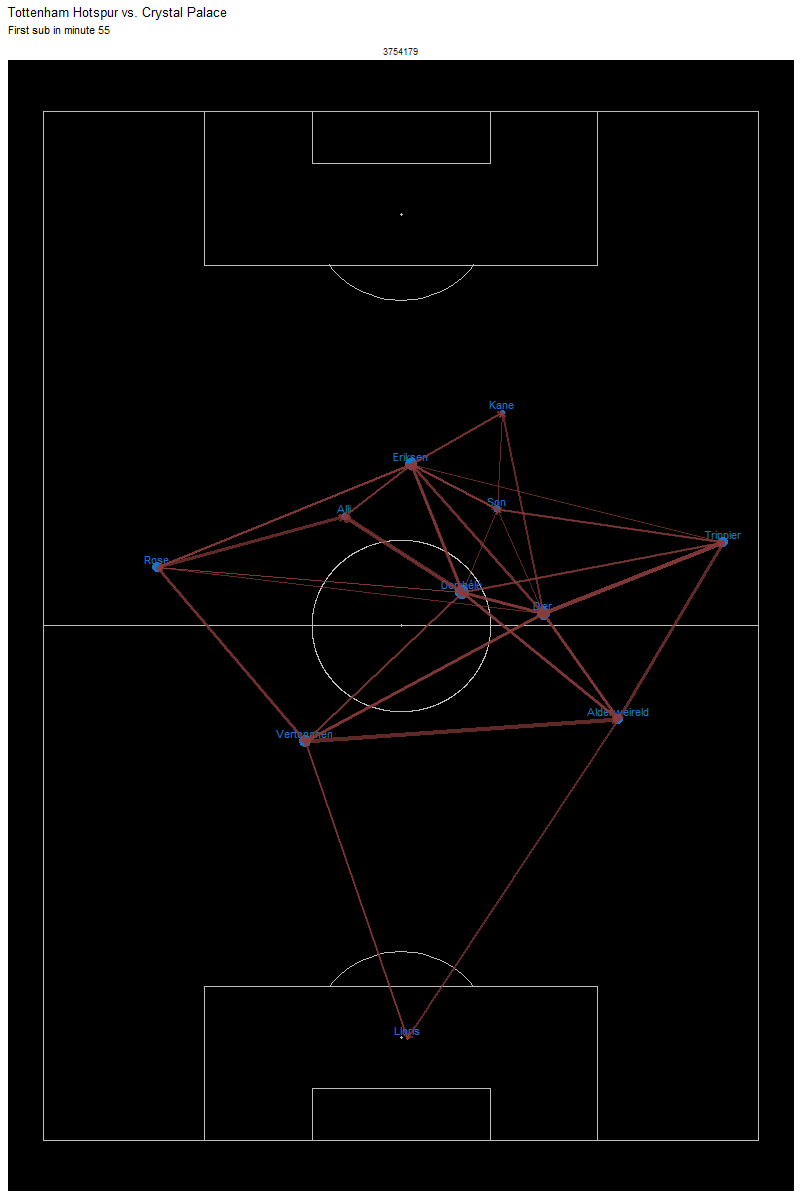 Tottenham Hotspur vs. Crystal Palace
First sub in minute 55
3754179
Kane
Eriksen
Son
Alli
Trippier
Rose
Dembélé
Dier
Alderweireld
Vertonghen
Lloris